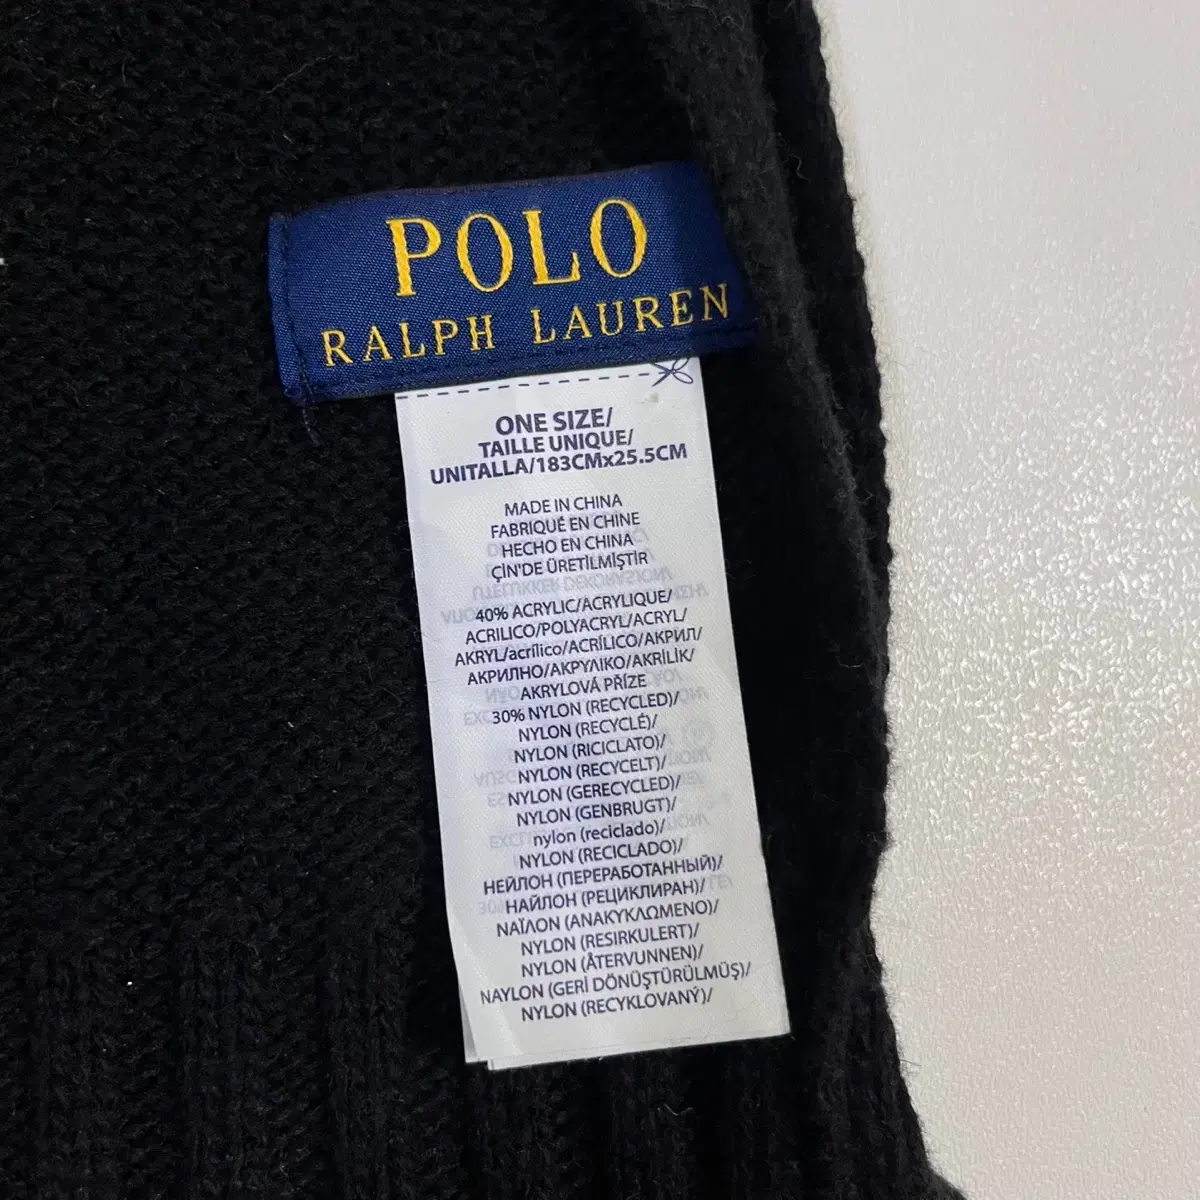 POLO
RALPH LAUREN
ONE SIZE/
TAILLE UNIQUE/
UNITALLA/183CMx25.5CM
MADE IN CHINA
FABRIQUÉ EN CHINE
HECHO EN CHINA
ÇİN'DE ÜRETİLMİŞTİR
40% ACRYLIC/ACRYLIQUE/
ACRILICO/POLYACRYL/ACRYL/
AKRYL/acrílico/ACRÍLICO/АКРИЛ/
АКРИЛНО/ΑΚΡΥΛΙΚΟ/AKRİLİK/
AKRYLOVÁ PŘÍZE
30% NYLON (RECYCLED)/
NYLON (RECYCLÉ)/
NYLON (RICICLATO)/
NYLON (RECYCELT)/
NYLON (GERECYCLED)/
NYLON (GENBRUGT)/
nylon (reciclado)/
NYLON (RECICLADO)/
НЕЙЛОН (ПЕРЕРАБОТАННЫЙ)/
НАЙЛОН (РЕЦИКЛИРАН)/
ΝΑΪΛΟΝ (ΑΝΑΚΥΚΛΩΜΕΝΟ)/
NYLON (RESIRKULERT)/
NYLON (ÅTERVUNNEN)/
NAYLON (GERİ DÖNÜŞTÜRÜLMÜŞ)/
NYLON (RECYKLOVANÝ)/